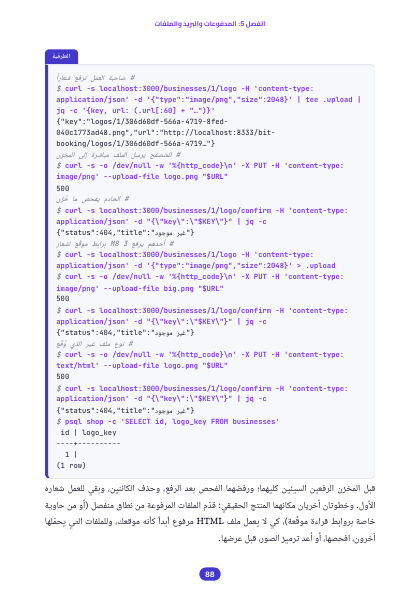 الفصل 5: المدفوعات والبريد والملفات
الطرفية
# صاحبة العمل ترفع شعاراً
$ curl -s localhost:3000/businesses/1/logo -H 'content-type:
application/json' -d '{"type":"image/png","size":2048}' | tee .upload |
jq -c '{key, url: (.url[:60] + "…")}'
{"key":"logos/1/306d60df-566a-4719-8fed-
040c1773ad48.png","url":"http://localhost:8333/bit-
booking/logos/1/306d60df-566a-4719…"}
# المتصفح يرسل الملف مباشرة إلى المخزن
$ curl -s -o /dev/null -w '%{http_code}\n' -X PUT -H 'content-type:
image/png' --upload-file logo.png "$URL"
500
# الخادم يفحص ما خُزّن
$ curl -s localhost:3000/businesses/1/logo/confirm -H 'content-type:
application/json' -d "{\"key\":\"$KEY\"}" | jq -c
{"status":404,"title":"غير موجود"}
# أحدهم يرفع 3 MB برابط موقَّع لشعار
$ curl -s localhost:3000/businesses/1/logo -H 'content-type:
application/json' -d '{"type":"image/png","size":2048}' > .upload
$ curl -s -o /dev/null -w '%{http_code}\n' -X PUT -H 'content-type:
image/png' --upload-file big.png "$URL"
500
$ curl -s localhost:3000/businesses/1/logo/confirm -H 'content-type:
application/json' -d "{\"key\":\"$KEY\"}" | jq -c
{"status":404,"title":"غير موجود"}
# نوع ملف غير الذي وُقّع
$ curl -s -o /dev/null -w '%{http_code}\n' -X PUT -H 'content-type:
text/html' --upload-file logo.png "$URL"
500
$ curl -s localhost:3000/businesses/1/logo/confirm -H 'content-type:
application/json' -d "{\"key\":\"$KEY\"}" | jq -c
{"status":404,"title":"غير موجود"}
$ psql shop -c 'SELECT id, logo_key FROM businesses'
id | logo_key
----+----------
1 |
(1 row)
قبل المخزن الرفعين السيئين كليهما؛ ورفضهما الفحص بعد الرفع، وحذف الكائنين، وبقي للعمل شعاره
الأول. وخطوتان أخريان مكانهما المنتج الحقيقي: قدّم الملفات المرفوعة من نطاق منفصل (أو من حاوية
خاصة بروابط قراءة موقّعة)، كي لا يعمل ملف HTML مرفوع أبداً كأنه موقعك، وللملفات التي يحمّلها
آخرون، افحصها، أو أعد ترميز الصور، قبل عرضها.
88